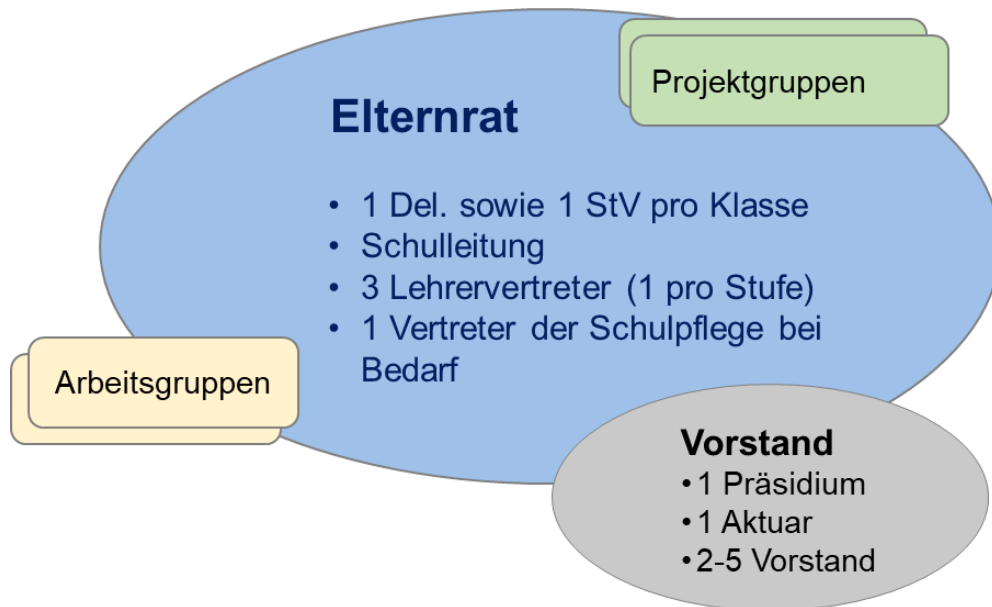 Projektgruppen
Elternrat
• 1 Del. sowie 1 StV pro Klasse
• Schulleitung
• 3 Lehrervertreter (1 pro Stufe)
• 1 Vertreter der Schulpflege bei
Bedarf
Arbeitsgruppen
Vorstand
• 1 Präsidium
• 1 Aktuar
• 2-5 Vorstand